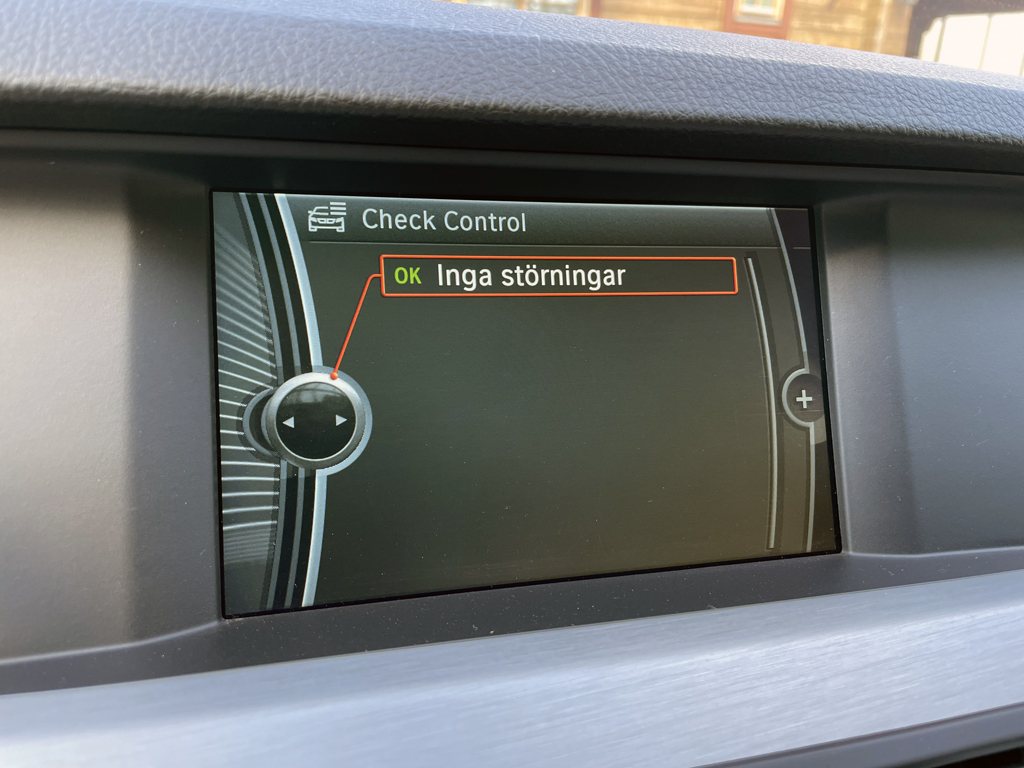 Check Control
OK Inga störningar
+